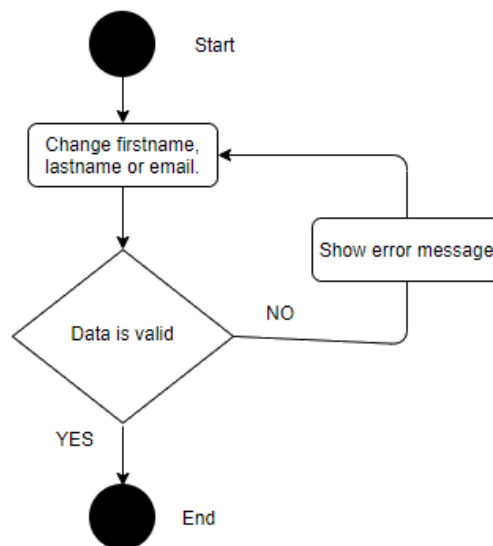 Start
Change firstname,
lastname or email.
Show error message
NO
Data is valid
YES
End